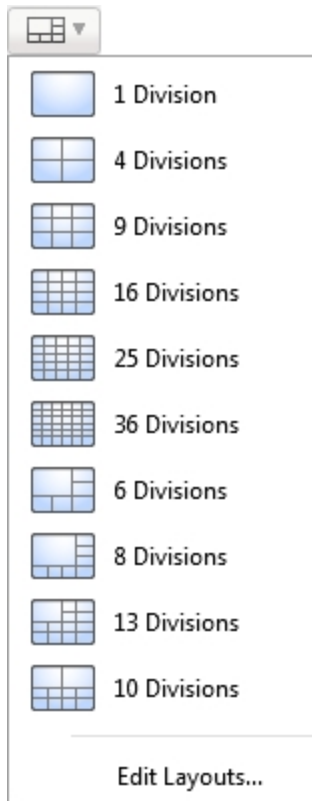 1 Division
4 Divisions
9 Divisions
16 Divisions
25 Divisions
36 Divisions
6 Divisions
8 Divisions
13 Divisions
10 Divisions
Edit Layouts...